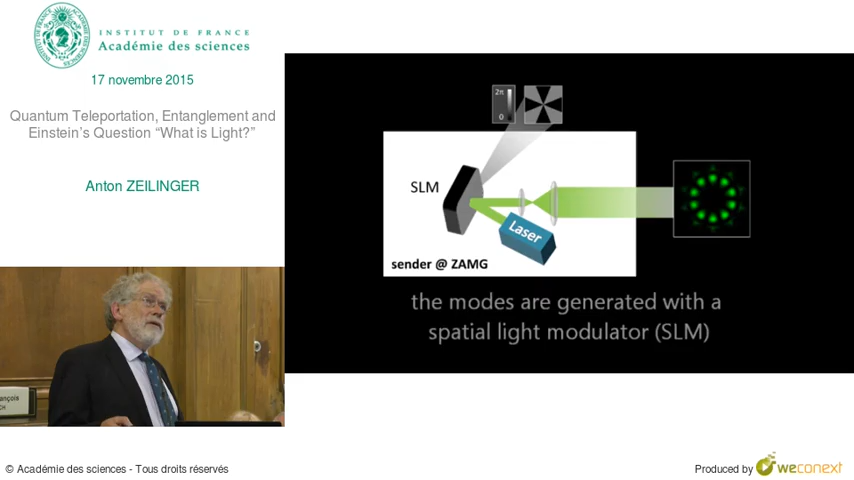 INSTITUT DE FRANCE
Académie des sciences
17 novembre 2015
Quantum Teleportation, Entanglement and
Einstein's Question “What is Light?”
Anton ZEILINGER
2π
0
SLM
Laser
sender @ ZAMG
the modes are generated with a
spatial light modulator (SLM)
© Académie des sciences - Tous droits réservés
Produced by weconext